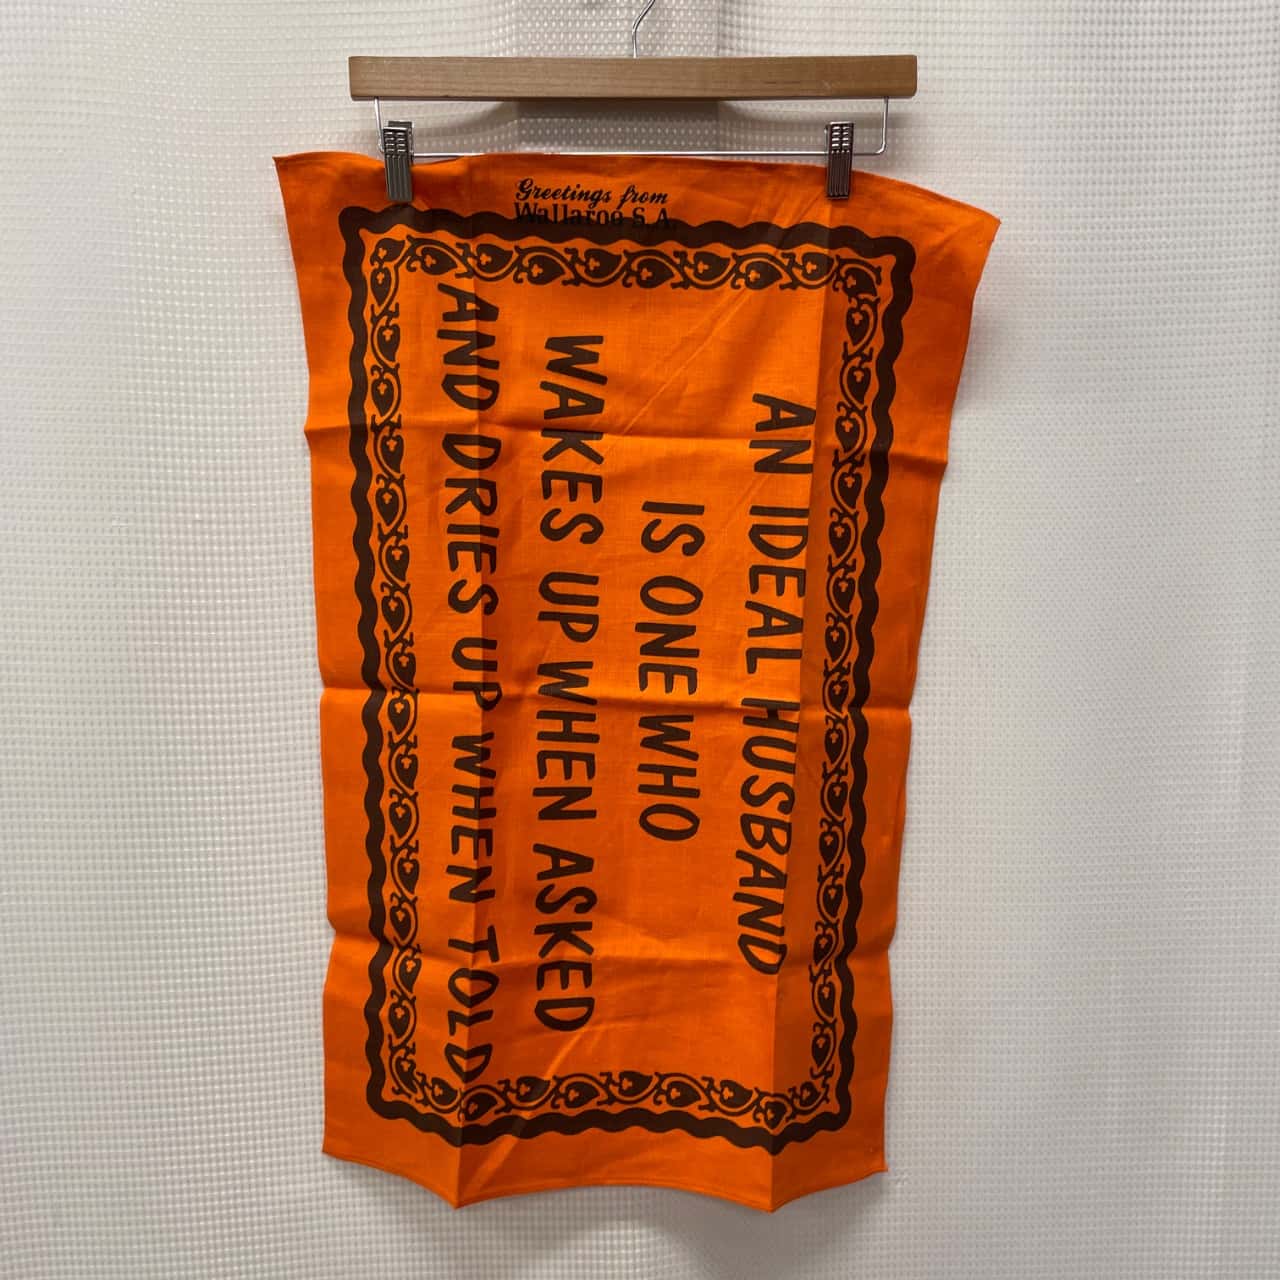 Greetings from
Wallaroo S.A.
AN IDEAL HUSBAND
IS ONE WHO
WAKES UP WHEN ASKED
AND DRIES UP WHEN TOLD